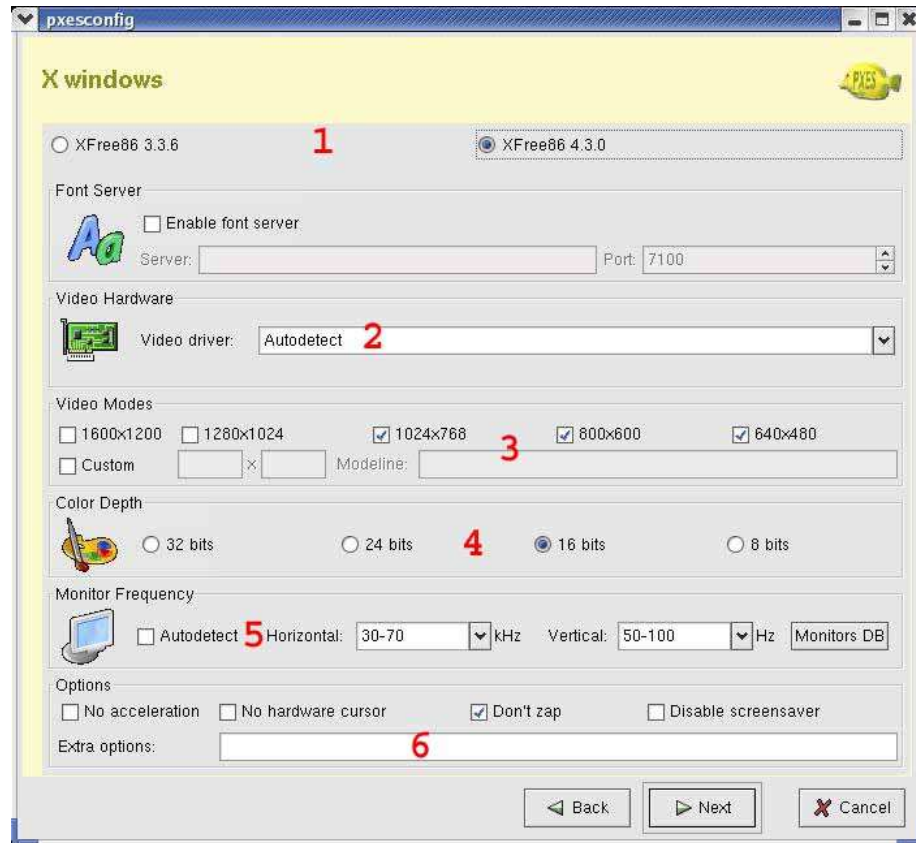 pxesconfig
X windows
PXES
XFree86 3.3.6 1 XFree86 4.3.0
Font Server
Enable font server
Server: Port: 7100
Video Hardware
Video driver: Autodetect 2
Video Modes
1600x1200 1280x1024 1024x768 800x600 640x480
3
Custom x Modeline:
Color Depth
32 bits 24 bits 4 16 bits 8 bits
Monitor Frequency
Autodetect 5 Horizontal: 30-70 kHz Vertical: 50-100 Hz Monitors DB
Options
No acceleration No hardware cursor Don't zap Disable screensaver
Extra options: 6
Back Next Cancel